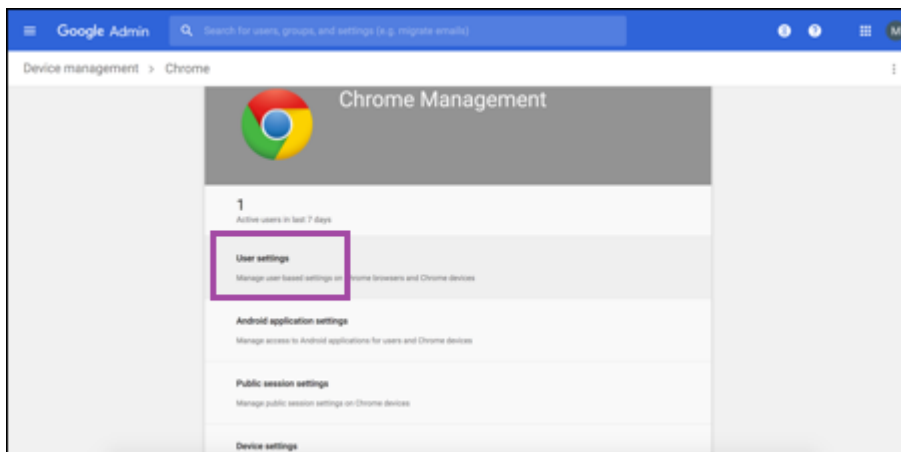 Google Admin
Search for users, groups, and settings (e.g. migrate emails)
M
Device management > Chrome
Chrome Management
1
Active users in last 7 days
User settings
Manage user-based settings on Chrome browsers and Chrome devices
Android application settings
Manage access to Android applications for users and Chrome devices
Public session settings
Manage public session settings on Chrome devices
Device settings